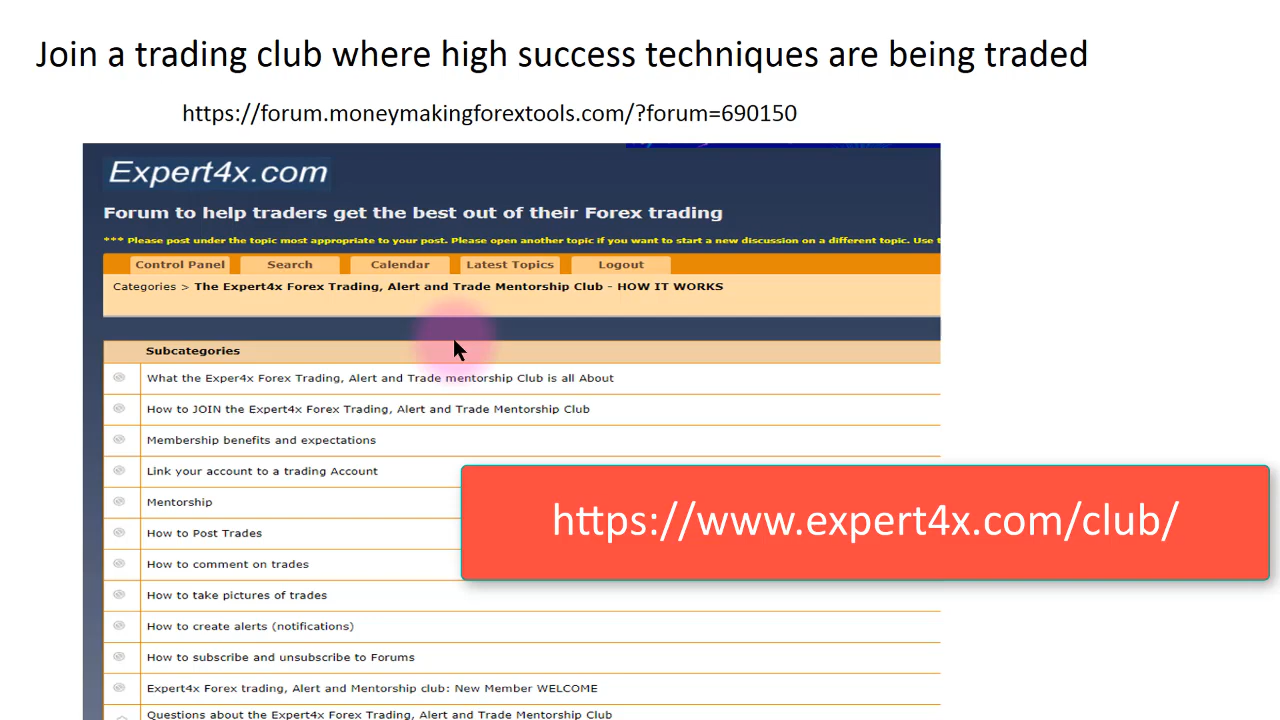 Join a trading club where high success techniques are being traded
https://forum.moneymakingforextools.com/?forum=690150
Expert4x.com
Forum to help traders get the best out of their Forex trading
*** Please post under the topic most appropriate to your post. Please open another topic if you want to start a new discussion on a different topic. Use
Control Panel Search Calendar Latest Topics Logout
Categories > The Expert4x Forex Trading, Alert and Trade Mentorship Club - HOW IT WORKS
Subcategories
What the Exper4x Forex Trading, Alert and Trade mentorship Club is all About
How to JOIN the Expert4x Forex Trading, Alert and Trade Mentorship Club
Membership benefits and expectations
Link your account to a trading Account
Mentorship
How to Post Trades
https://www.expert4x.com/club/
How to comment on trades
How to take pictures of trades
How to create alerts (notifications)
How to subscribe and unsubscribe to Forums
Expert4x Forex trading, Alert and Mentorship club: New Member WELCOME
Questions about the Expert4x Forex Trading, Alert and Trade Mentorship Club